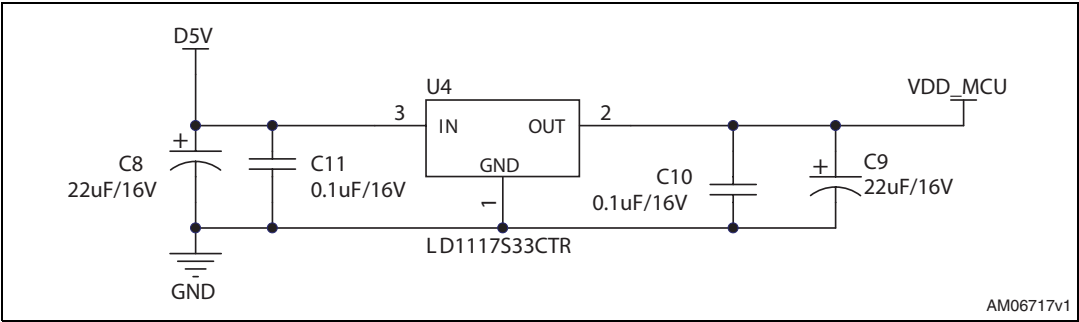 D5V
U4
VDD_MCU
3
2
IN
OUT
+
C8
22uF/16V
C11
0.1uF/16V
GND
C10
0.1uF/16V
+
C9
22uF/16V
1
LD1117S33CTR
GND
AM06717v1